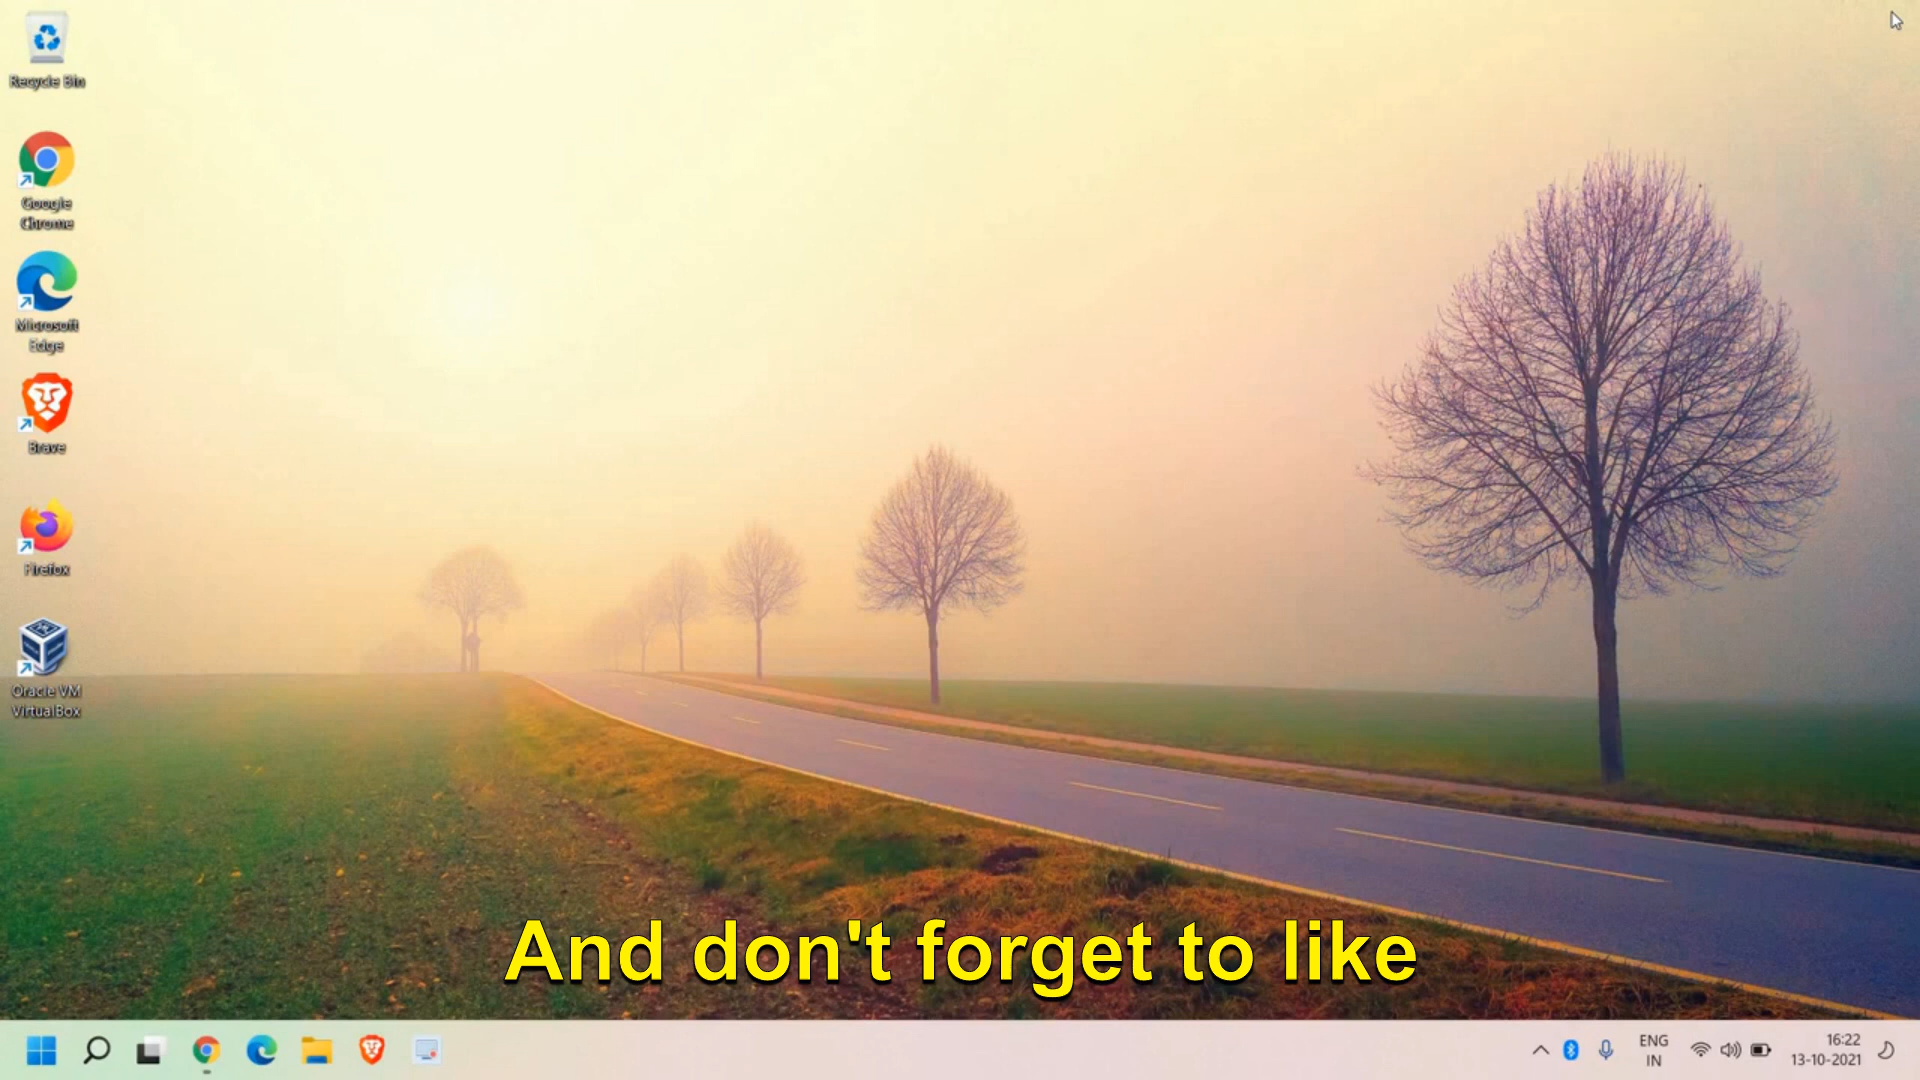 Recycle Bin
Google
Chrome
Microsoft
Edge
Brave
Firefox
Oracle VM
VirtualBox
And don't forget to like
ENG
IN
16:22
13-10-2021